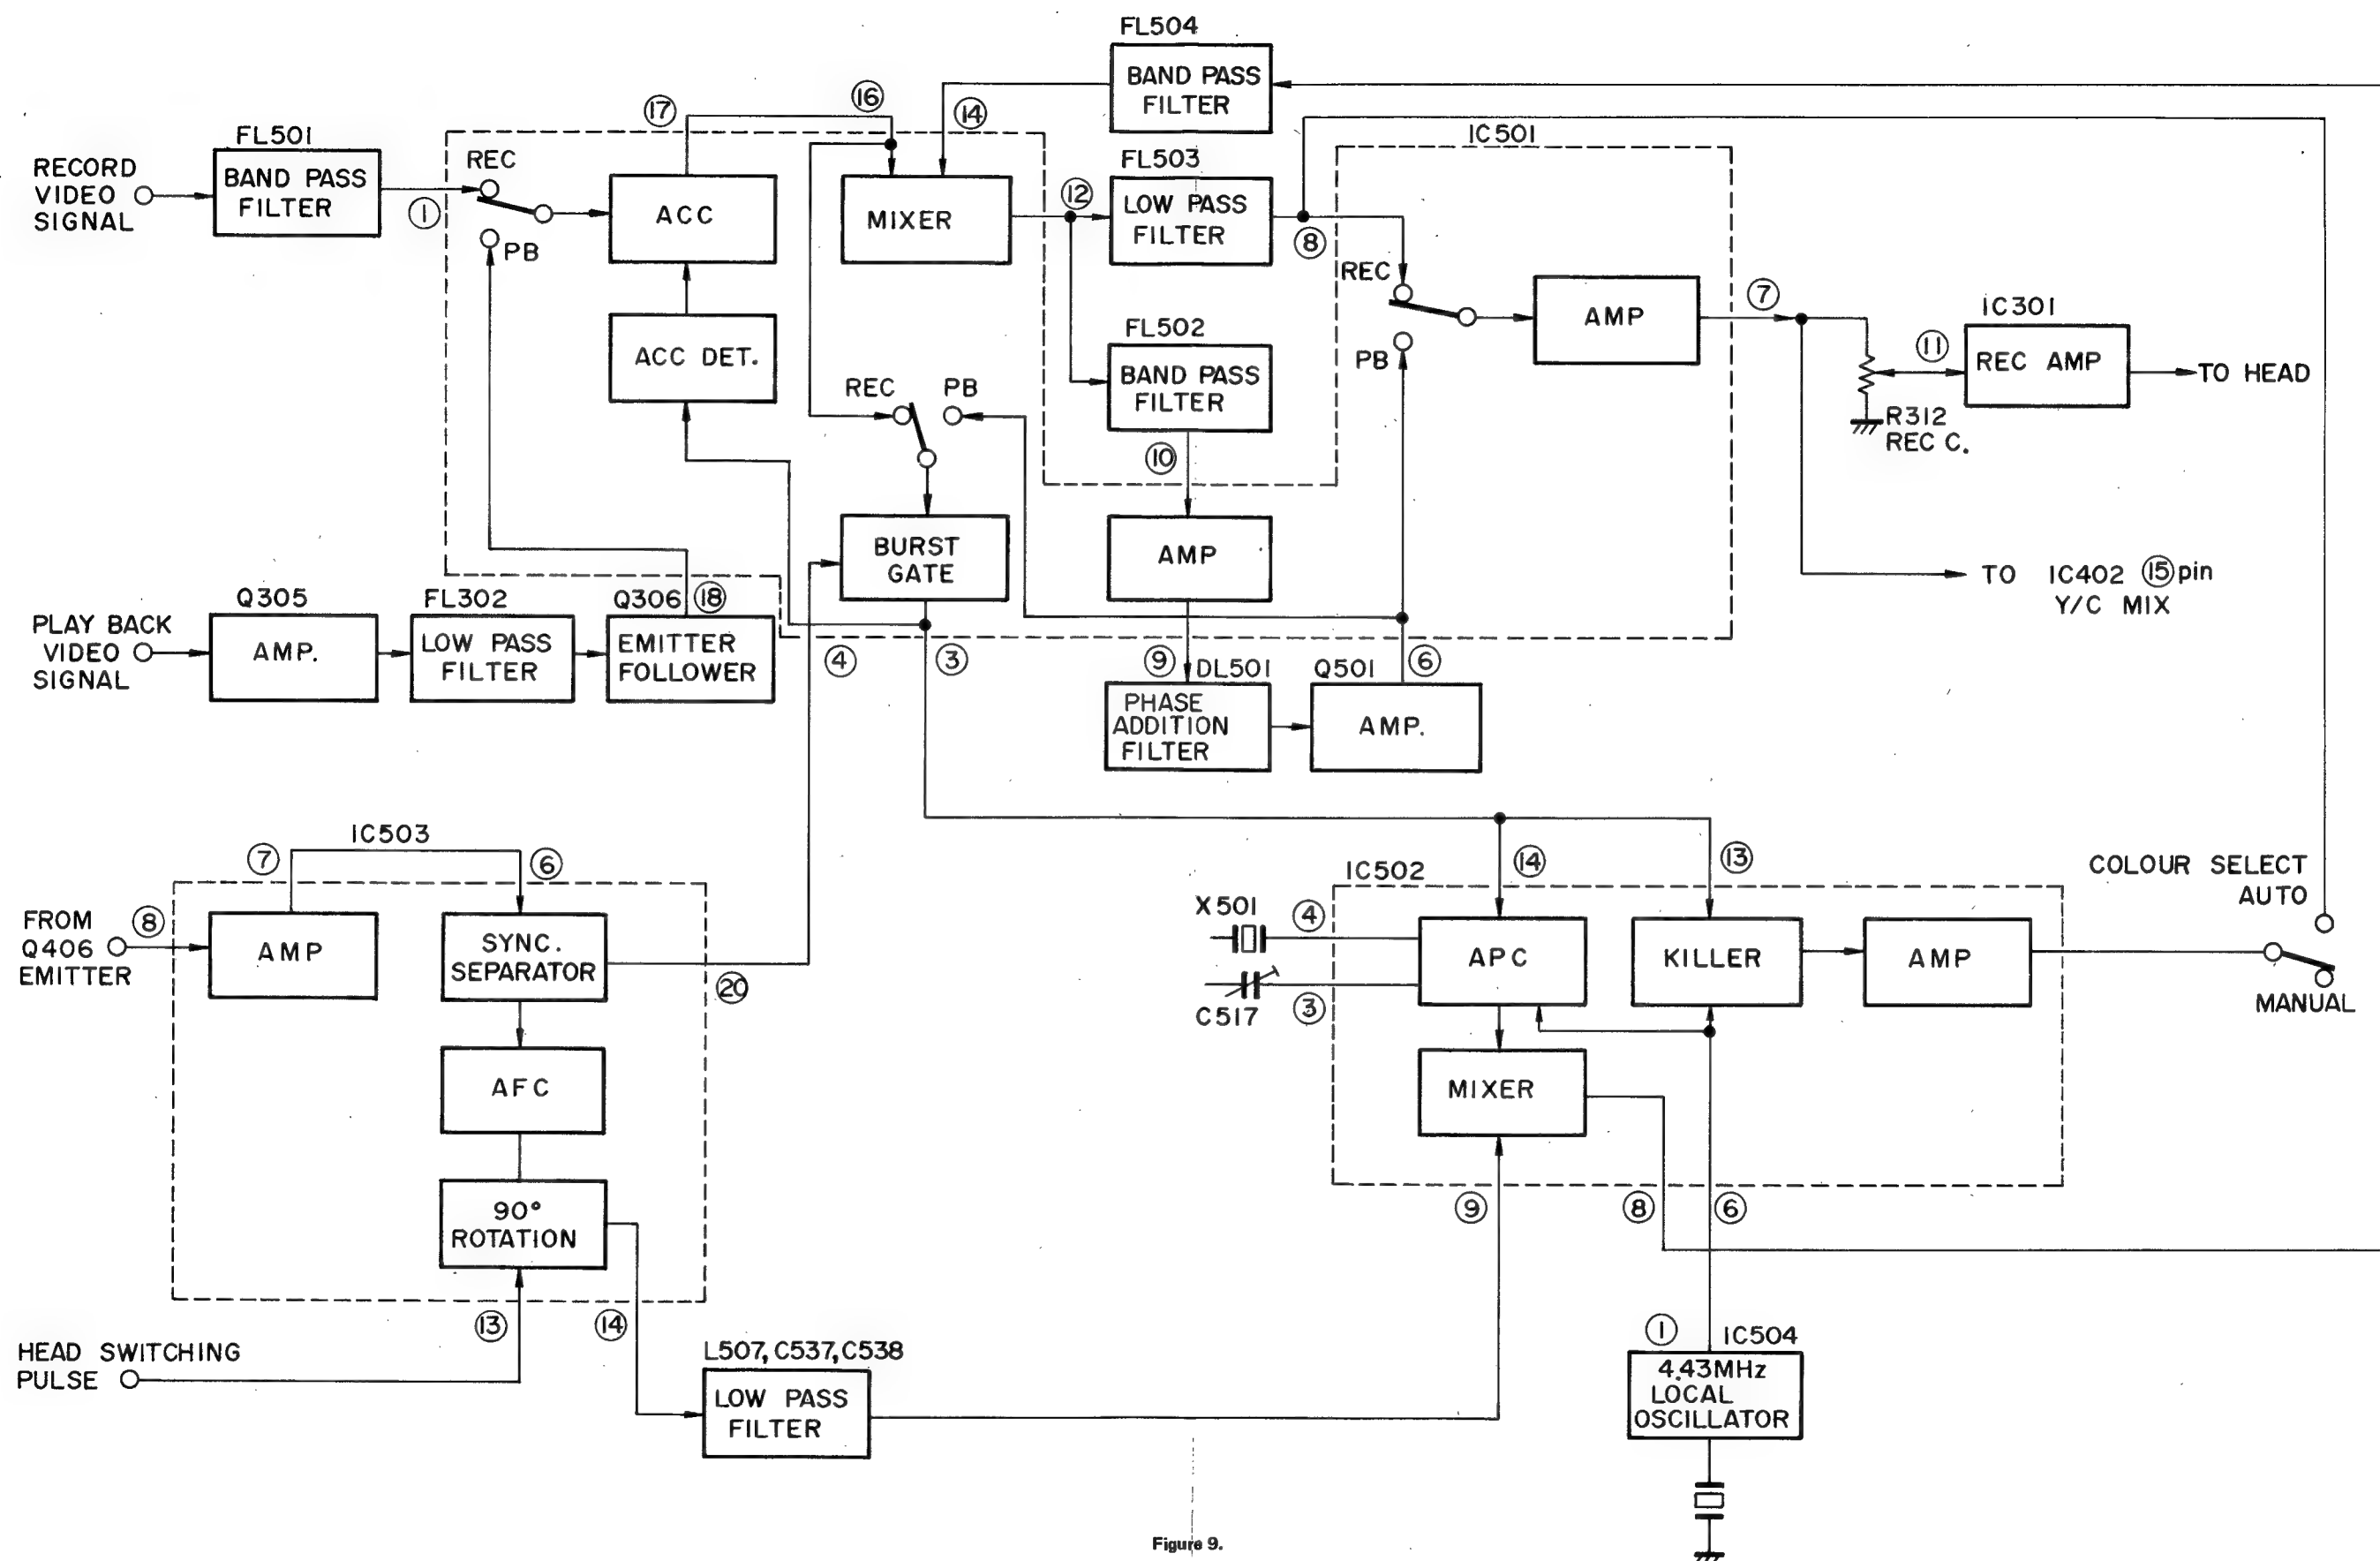 FL504
BAND PASS
FILTER
⑰
⑯
⑭
FL501
BAND PASS
FILTER
RECORD
VIDEO
SIGNAL
①
REC
PB
ACC
MIXER
⑫
FL503
LOW PASS
FILTER
⑧
IC501
REC
PB
AMP
⑦
IC301
⑪
REC AMP
TO HEAD
R312
REC C.
ACC DET.
FL502
BAND PASS
FILTER
⑩
REC
PB
BURST
GATE
AMP
TO IC402 ⑮pin
Y/C MIX
PLAY BACK
VIDEO
SIGNAL
Q305
AMP.
FL302
LOW PASS
FILTER
Q306
⑱
EMITTER
FOLLOWER
④
③
⑨
DL501
PHASE
ADDITION
FILTER
Q501
⑥
AMP.
IC503
⑦
⑥
FROM
Q406
EMITTER
⑧
AMP
SYNC.
SEPARATOR
⑳
AFC
90°
ROTATION
⑬
⑭
HEAD SWITCHING
PULSE
L507, C537, C538
LOW PASS
FILTER
IC502
⑭
⑬
X501
④
C517
③
APC
KILLER
AMP
MIXER
⑨
⑧
⑥
COLOUR SELECT
AUTO
MANUAL
①
IC504
4.43MHz
LOCAL
OSCILLATOR
Figure 9.